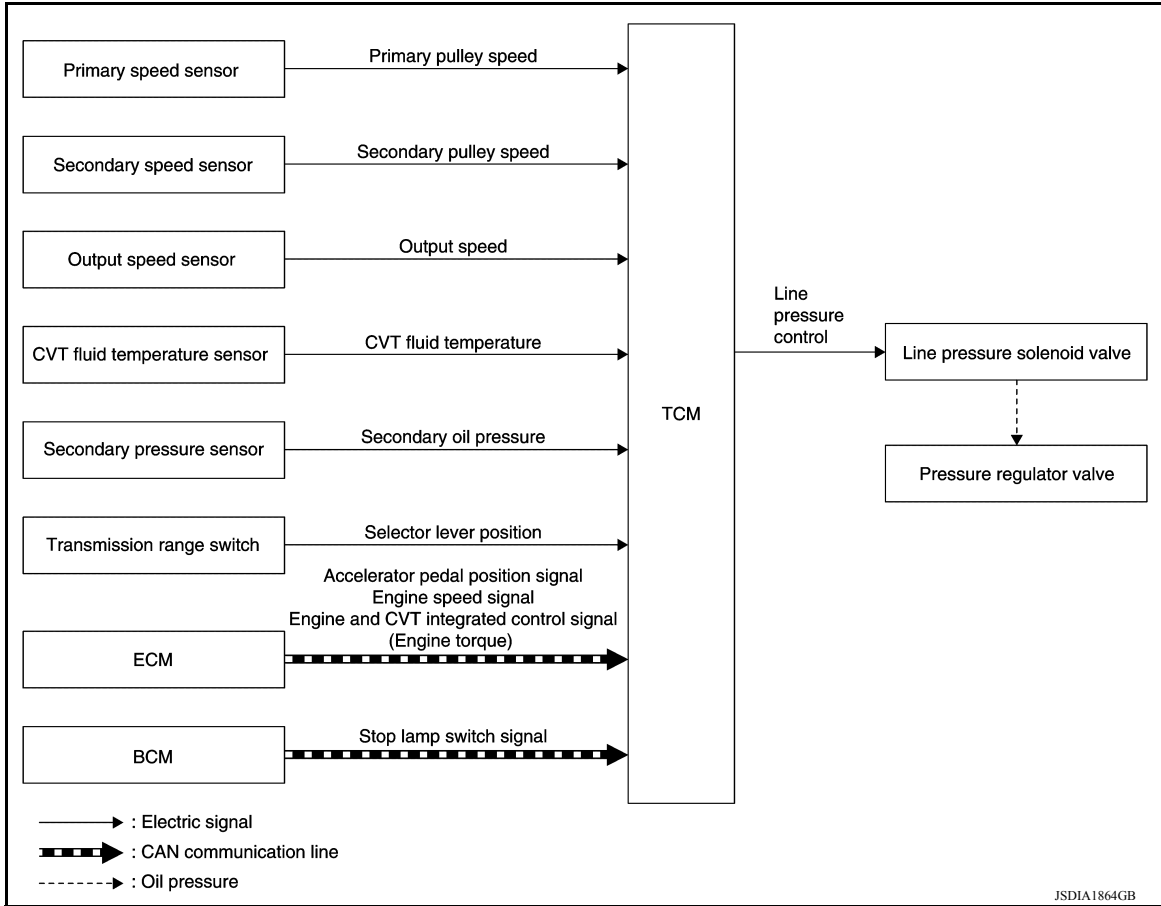 Primary speed sensor
Primary pulley speed
Secondary speed sensor
Secondary pulley speed
Output speed sensor
Output speed
CVT fluid temperature sensor
CVT fluid temperature
Secondary pressure sensor
Secondary oil pressure
Transmission range switch
Selector lever position
ECM
Accelerator pedal position signal
Engine speed signal
Engine and CVT integrated control signal
(Engine torque)
BCM
Stop lamp switch signal
TCM
Line
pressure
control
Line pressure solenoid valve
Pressure regulator valve
: Electric signal
: CAN communication line
: Oil pressure
JSDIA1864GB